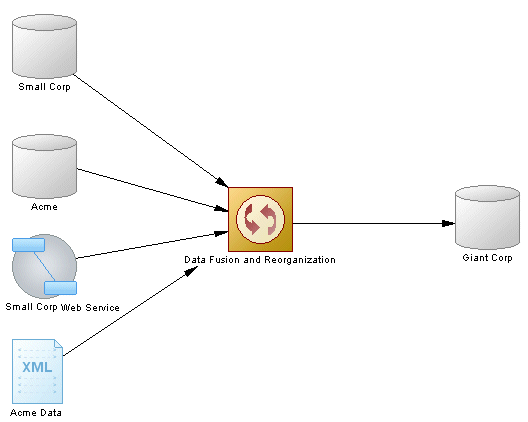 Small Corp
Acme
Data Fusion and Reorganization
Giant Corp
Small Corp Web Service
XML
Acme Data